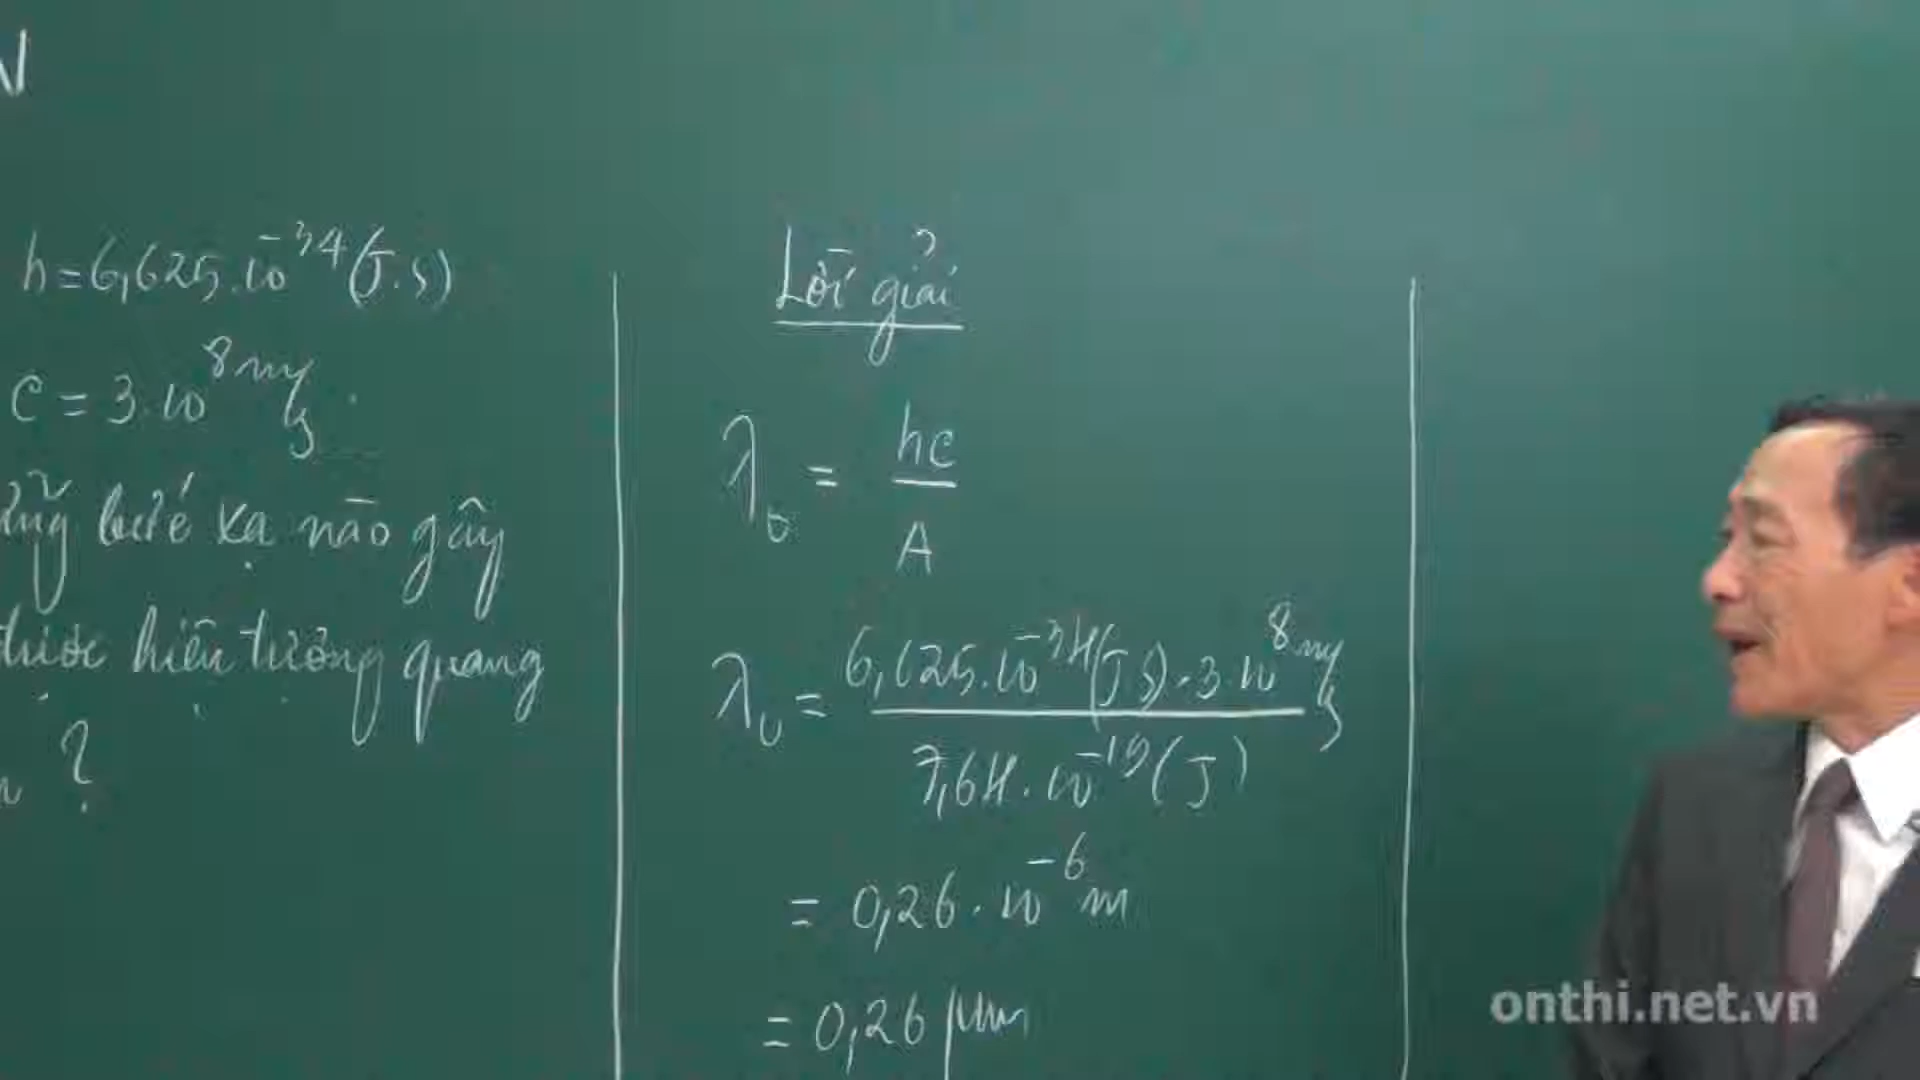 h = 6,625.10^-34 (J.s)
c = 3.10^8 m/s.
bức xạ nào gây
được hiện tượng quang
?
Lời giải
λ₀ = hc / A
λ₀ = 6,625.10^-34 (J.s).3.10^8 m/s / 7,64.10^-19 (J)
= 0,26.10^-6 m
= 0,26 μm
onthi.net.vn